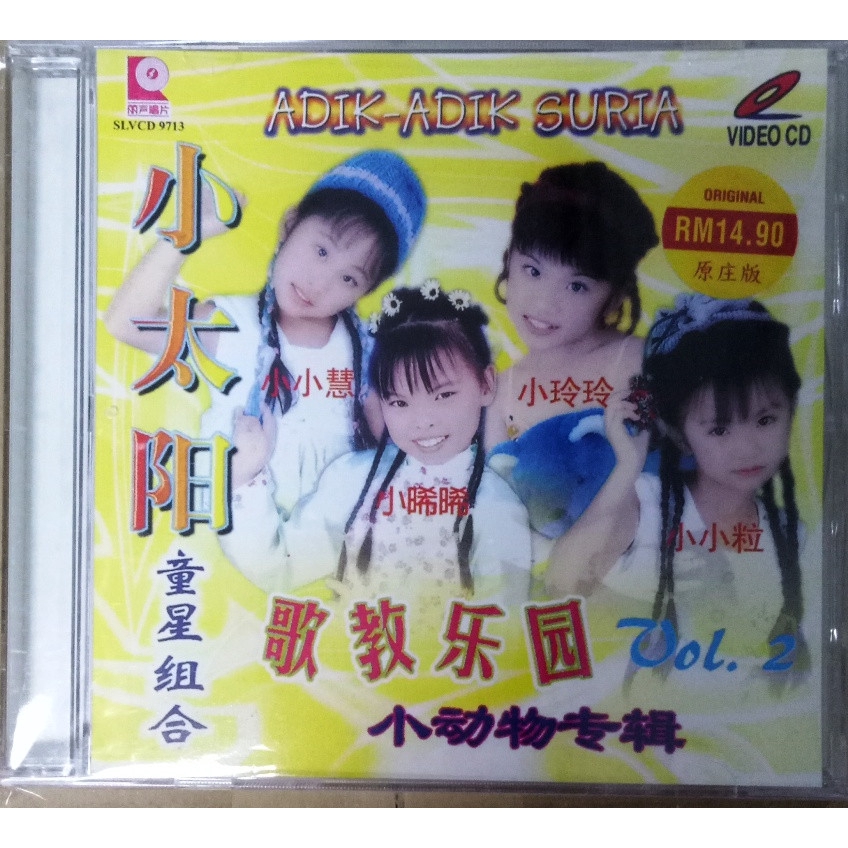 声唱片
SLVCD 9713
ADIK-ADIK SURIA
VIDEO CD
ORIGINAL
RM14.90
原庄版
小太阳
童星组合
小小慧
小玲玲
小晞晞
小小粒
歌教乐园 Vol. 2
小动物专辑